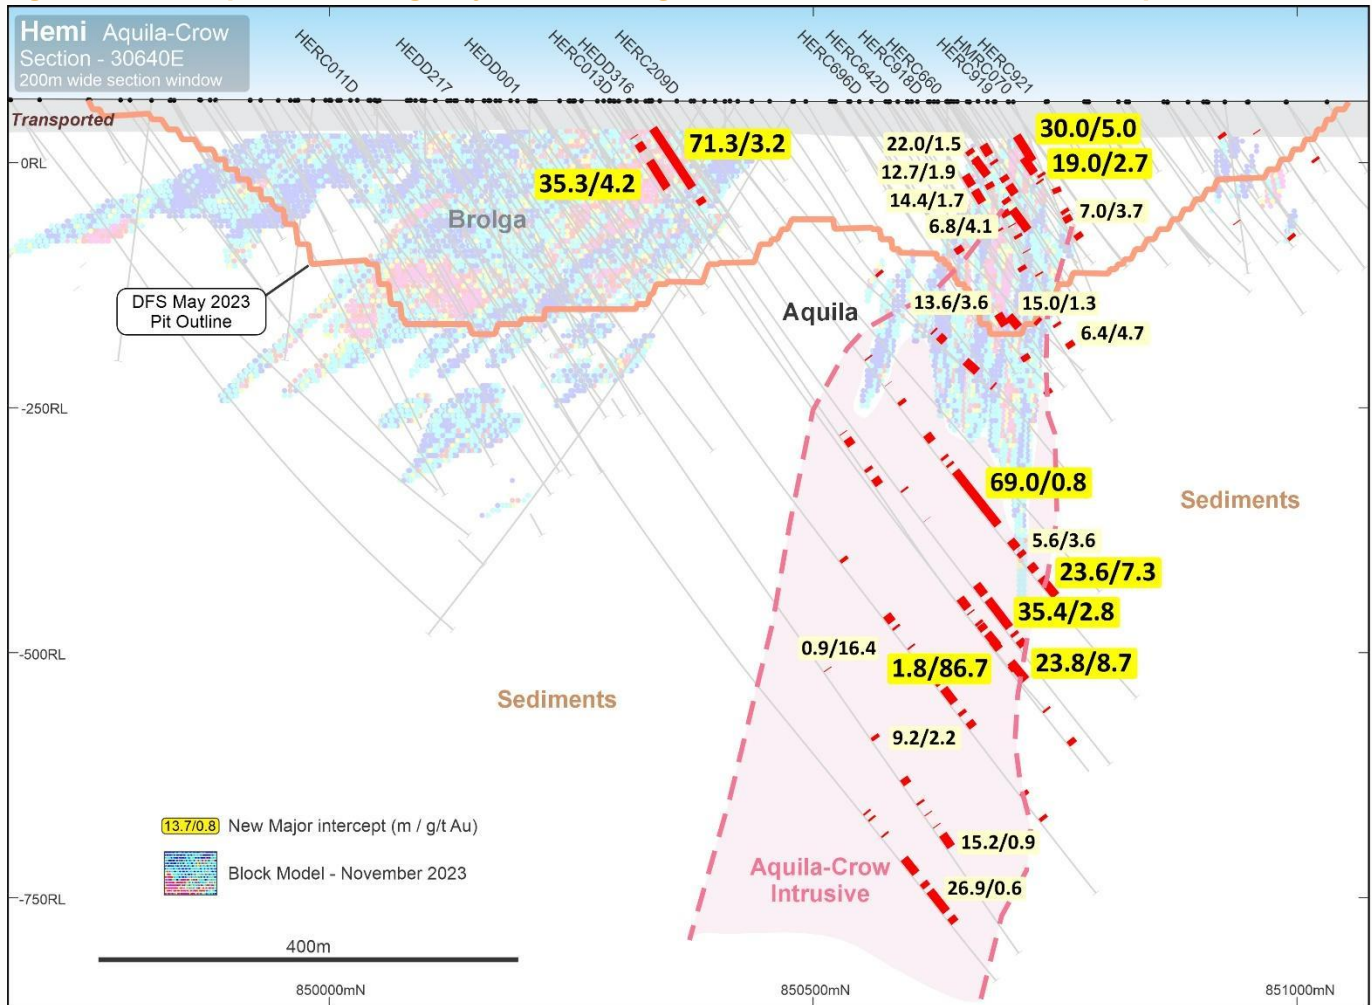 Hemi Aquila-Crow
Section - 30640E
200m wide section window
HERC011D
HEDD217
HEDD001
HERC013D
HEDD316
HERC209D
HERC696D
HERC642D
HERC918D
HERC660
HERC979
HMRC070
HERC921
Transported
0RL
-250RL
-500RL
-750RL
71.3/3.2
35.3/4.2
Brolga
DFS May 2023
Pit Outline
30.0/5.0
19.0/2.7
22.0/1.5
12.7/1.9
14.4/1.7
6.8/4.1
7.0/3.7
13.6/3.6
15.0/1.3
6.4/4.7
Aquila
69.0/0.8
Sediments
5.6/3.6
23.6/7.3
35.4/2.8
0.9/16.4
1.8/86.7
23.8/8.7
Sediments
9.2/2.2
15.2/0.9
Aquila-Crow
Intrusive
26.9/0.6
13.7/0.8 New Major intercept (m / g/t Au)
Block Model - November 2023
400m
850000mN
850500mN
851000mN